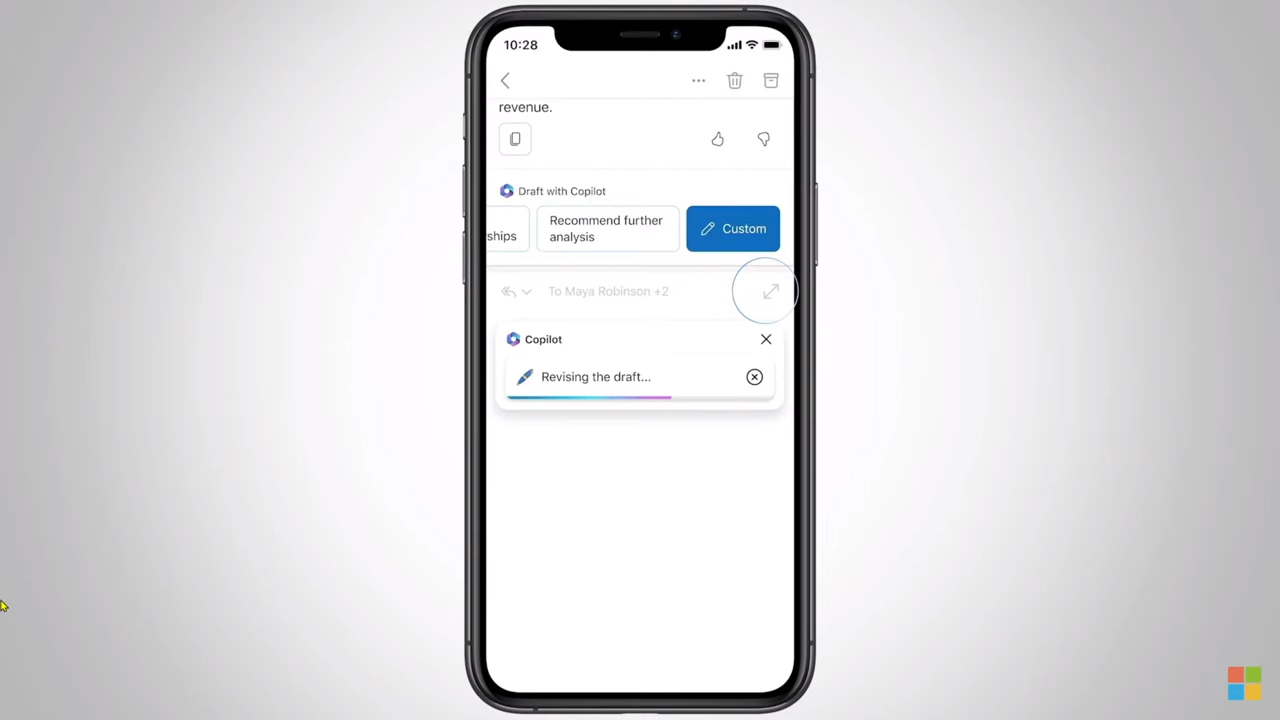 10:28
revenue.
Draft with Copilot
ships
Recommend further
analysis
Custom
To Maya Robinson +2
Copilot
Revising the draft...